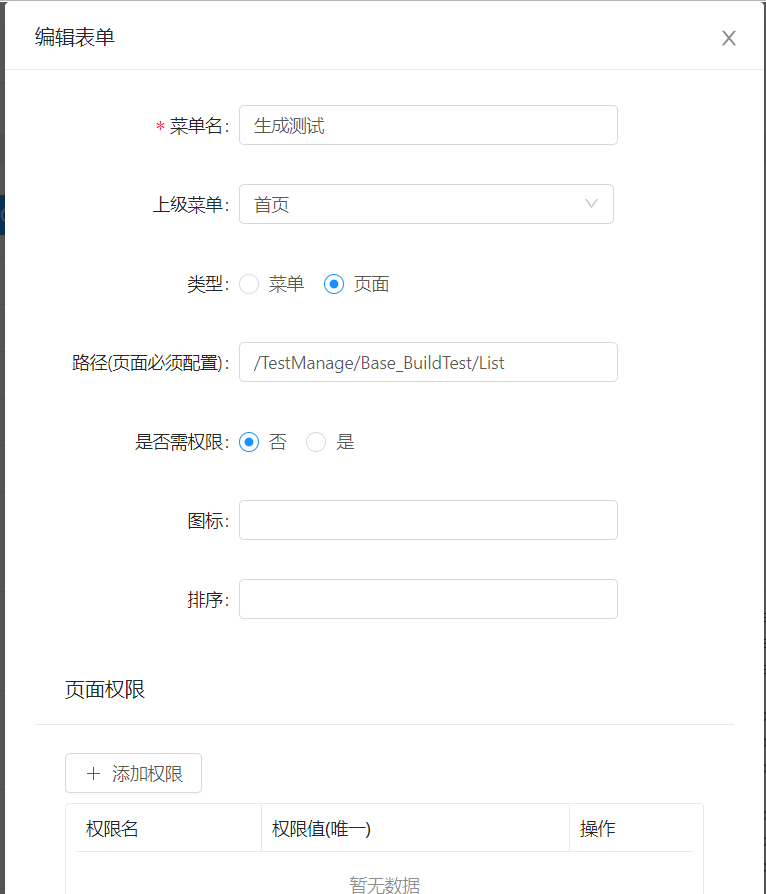 编辑表单
* 菜单名: 生成测试
上级菜单: 首页
类型: 菜单 页面
路径(页面必须配置): /TestManage/Base_BuildTest/List
是否需权限: 否 是
图标:
排序:
页面权限
+ 添加权限
权限名 权限值(唯一) 操作
暂无数据